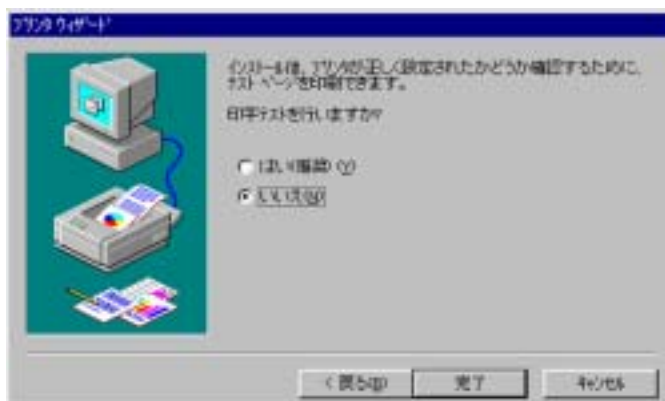 プリンタ ウィザード
インストール後、プリンタが正しく設定されたかどうか確認するために、
テスト ページを印刷できます。
印字テストを行いますか?
はい(推奨)(Y)
いいえ(N)
< 戻る(B)
完了
キャンセル